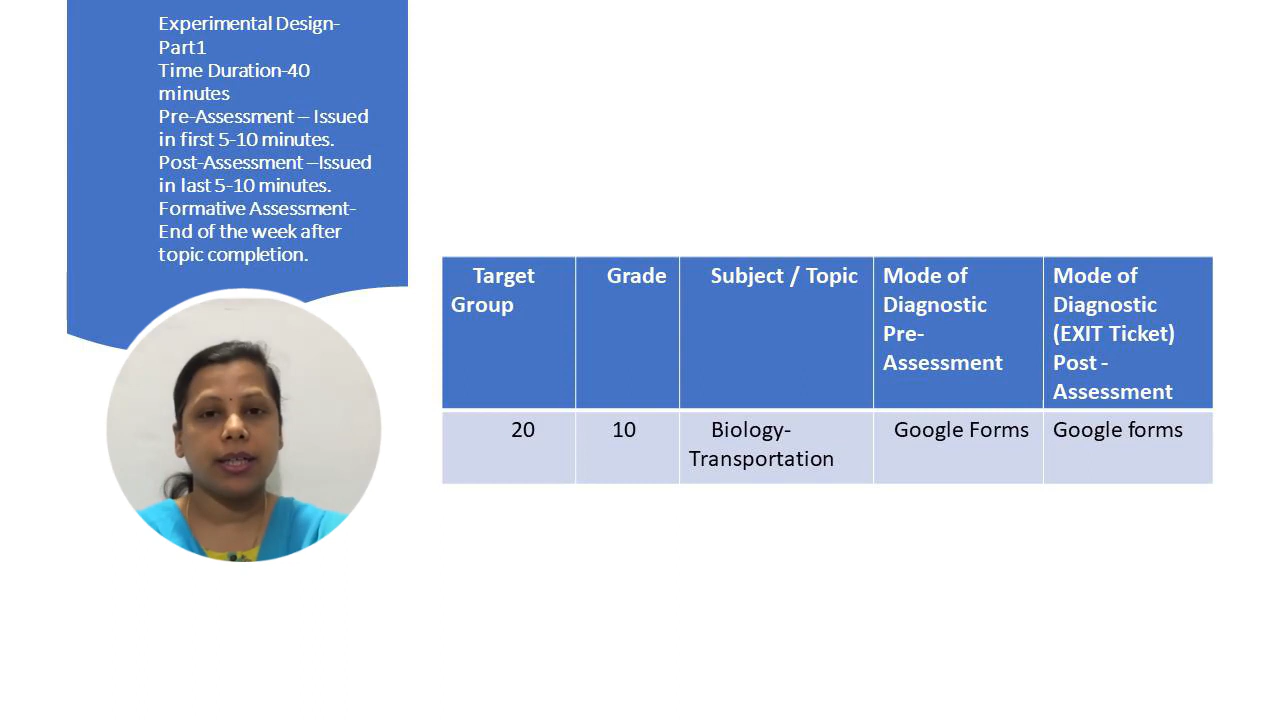 Experimental Design-
Part1
Time Duration-40
minutes
Pre-Assessment – Issued
in first 5-10 minutes.
Post-Assessment –Issued
in last 5-10 minutes.
Formative Assessment-
End of the week after
topic completion.
Target
Group
Grade
Subject / Topic
Mode of
Diagnostic
Pre-
Assessment
Mode of
Diagnostic
(EXIT Ticket)
Post -
Assessment
20
10
Biology-
Transportation
Google Forms
Google forms